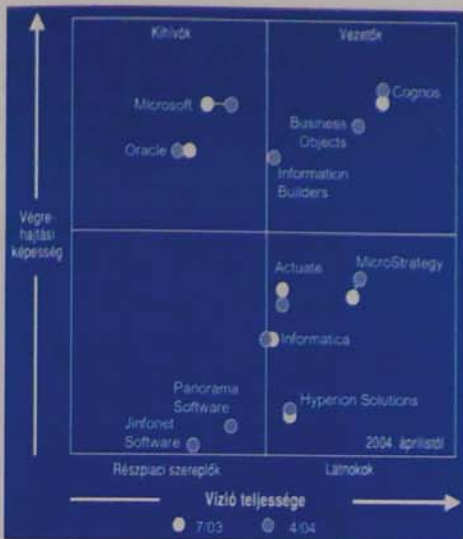 Kihívók
Vezetők
Microsoft
Cognos
Business
Objects
Oracle
Information
Builders
Végre-
hajtási
képesség
Actuate
MicroStrategy
Informatica
Panorama
Software
Hyperion Solutions
Jinfonet
Software
2004. áprilistól
Részpiaci szereplők
Látnokok
Vízió teljessége
7/03
4/04